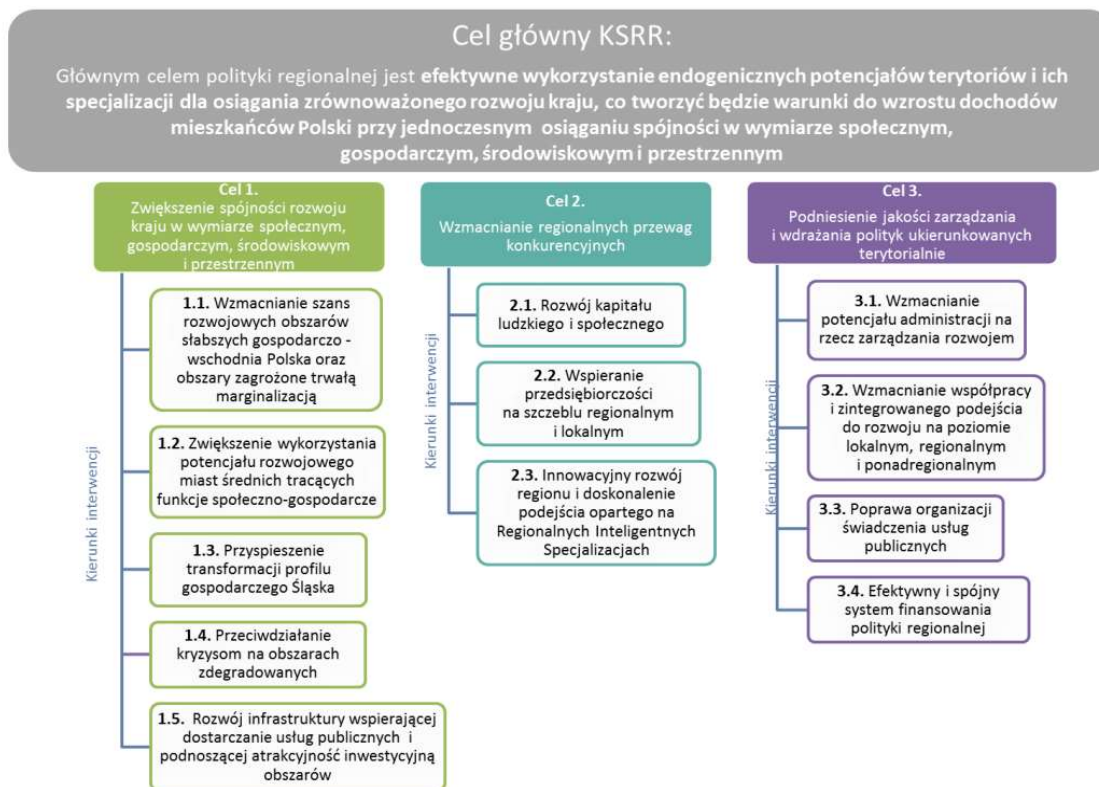 Cel główny KSRR:
Głównym celem polityki regionalnej jest efektywne wykorzystanie endogenicznych potencjałów terytoriów i ich
specjalizacji dla osiągania zrównoważonego rozwoju kraju, co tworzyć będzie warunki do wzrostu dochodów
mieszkańców Polski przy jednoczesnym osiąganiu spójności w wymiarze społecznym,
gospodarczym, środowiskowym i przestrzennym
Cel 1.
Zwiększenie spójności rozwoju
kraju w wymiarze społecznym,
gospodarczym, środowiskowym
i przestrzennym
Kierunki interwencji
1.1. Wzmacnianie szans
rozwojowych obszarów
słabszych gospodarczo -
wschodnia Polska oraz
obszary zagrożone trwałą
marginalizacją
1.2. Zwiększenie wykorzystania
potencjału rozwojowego
miast średnich tracących
funkcje społeczno-gospodarcze
1.3. Przyspieszenie
transformacji profilu
gospodarczego Śląska
1.4. Przeciwdziałanie
kryzysom na obszarach
zdegradowanych
1.5. Rozwój infrastruktury wspierającej
dostarczanie usług publicznych i
podnoszącej atrakcyjność inwestycyjną
obszarów
Cel 2.
Wzmacnianie regionalnych przewag
konkurencyjnych
Kierunki interwencji
2.1. Rozwój kapitału
ludzkiego i społecznego
2.2. Wspieranie
przedsiębiorczości
na szczeblu regionalnym
i lokalnym
2.3. Innowacyjny rozwój
regionu i doskonalenie
podejścia opartego na
Regionalnych Inteligentnych
Specjalizacjach
Cel 3.
Podniesienie jakości zarządzania
i wdrażania polityk ukierunkowanych
terytorialnie
Kierunki interwencji
3.1. Wzmacnianie
potencjału administracji na
rzecz zarządzania rozwojem
3.2. Wzmacnianie współpracy
i zintegrowanego podejścia
do rozwoju na poziomie
lokalnym, regionalnym
i ponadregionalnym
3.3. Poprawa organizacji
świadczenia usług
publicznych
3.4. Efektywny i spójny
system finansowania
polityki regionalnej